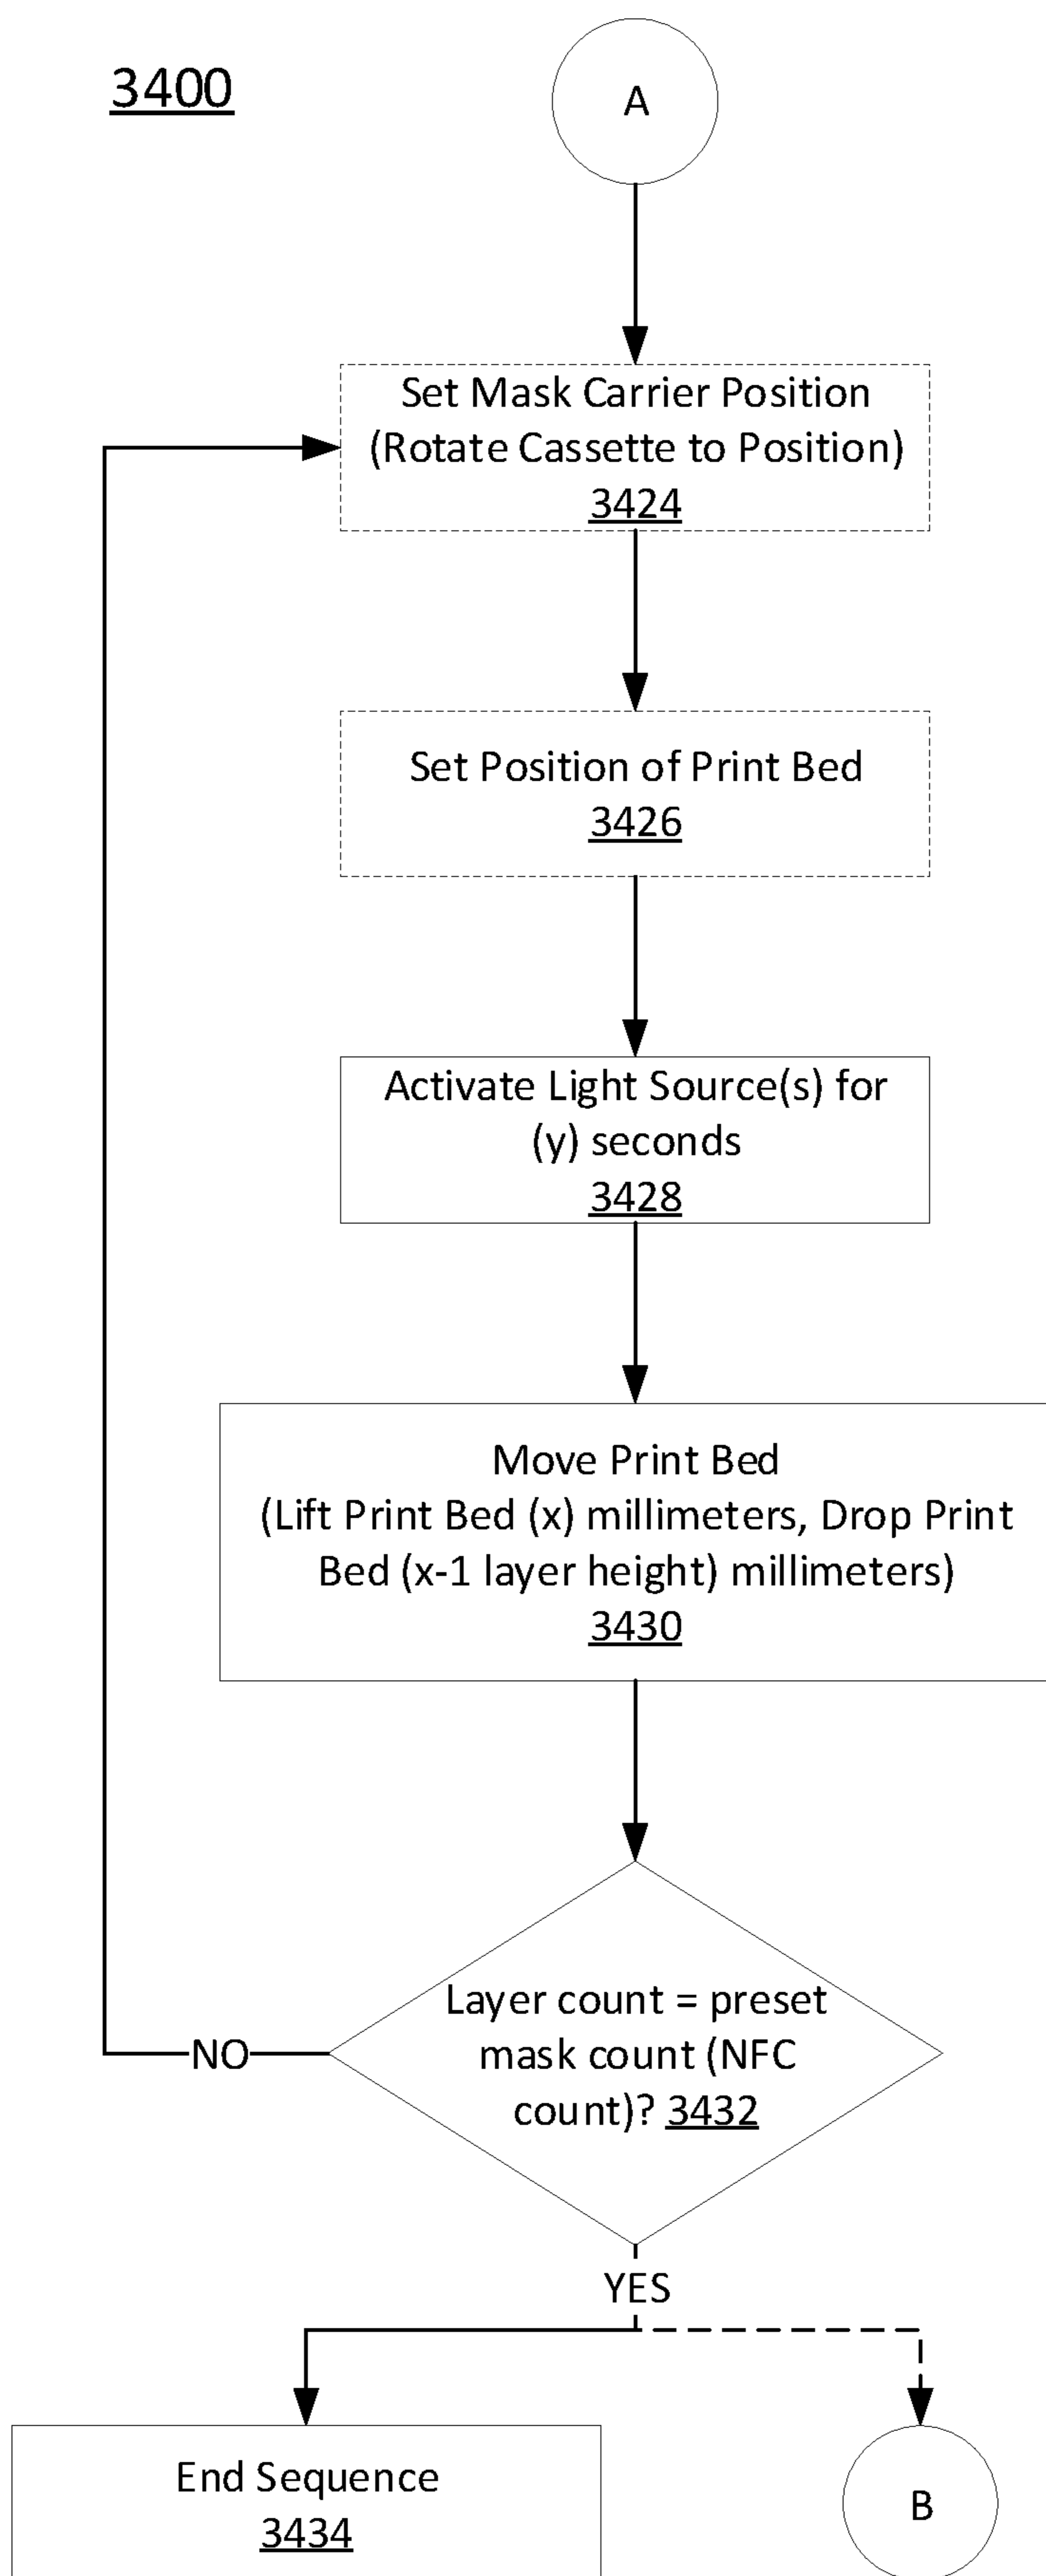 3400
A
Set Mask Carrier Position
(Rotate Cassette to Position)
3424
Set Position of Print Bed
3426
Activate Light Source(s) for
(y) seconds
3428
Move Print Bed
(Lift Print Bed (x) millimeters, Drop Print
Bed (x-1 layer height) millimeters)
3430
Layer count = preset
mask count (NFC
count)? 3432
NO
YES
End Sequence
3434
B